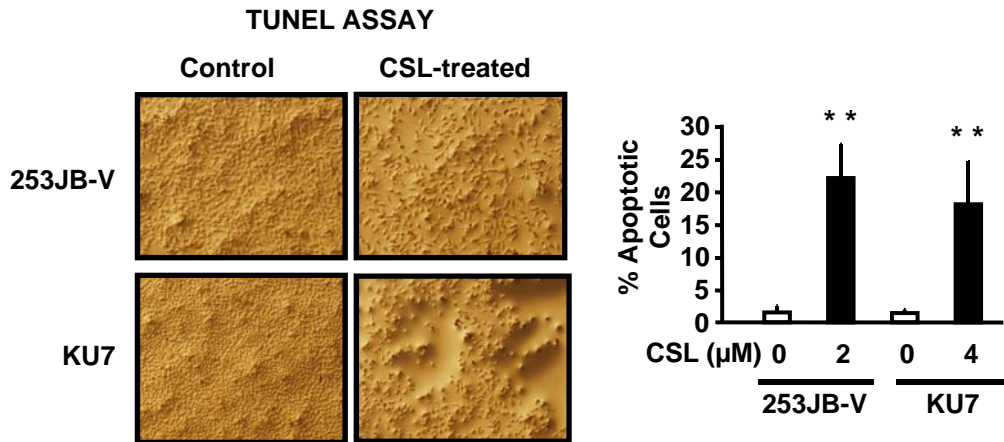 TUNEL ASSAY
Control CSL-treated
253JB-V
KU7
% Apoptotic
Cells
30
25
20
15
10
5
0
* *
* *
CSL (µM) 0 2 0 4
253JB-V KU7